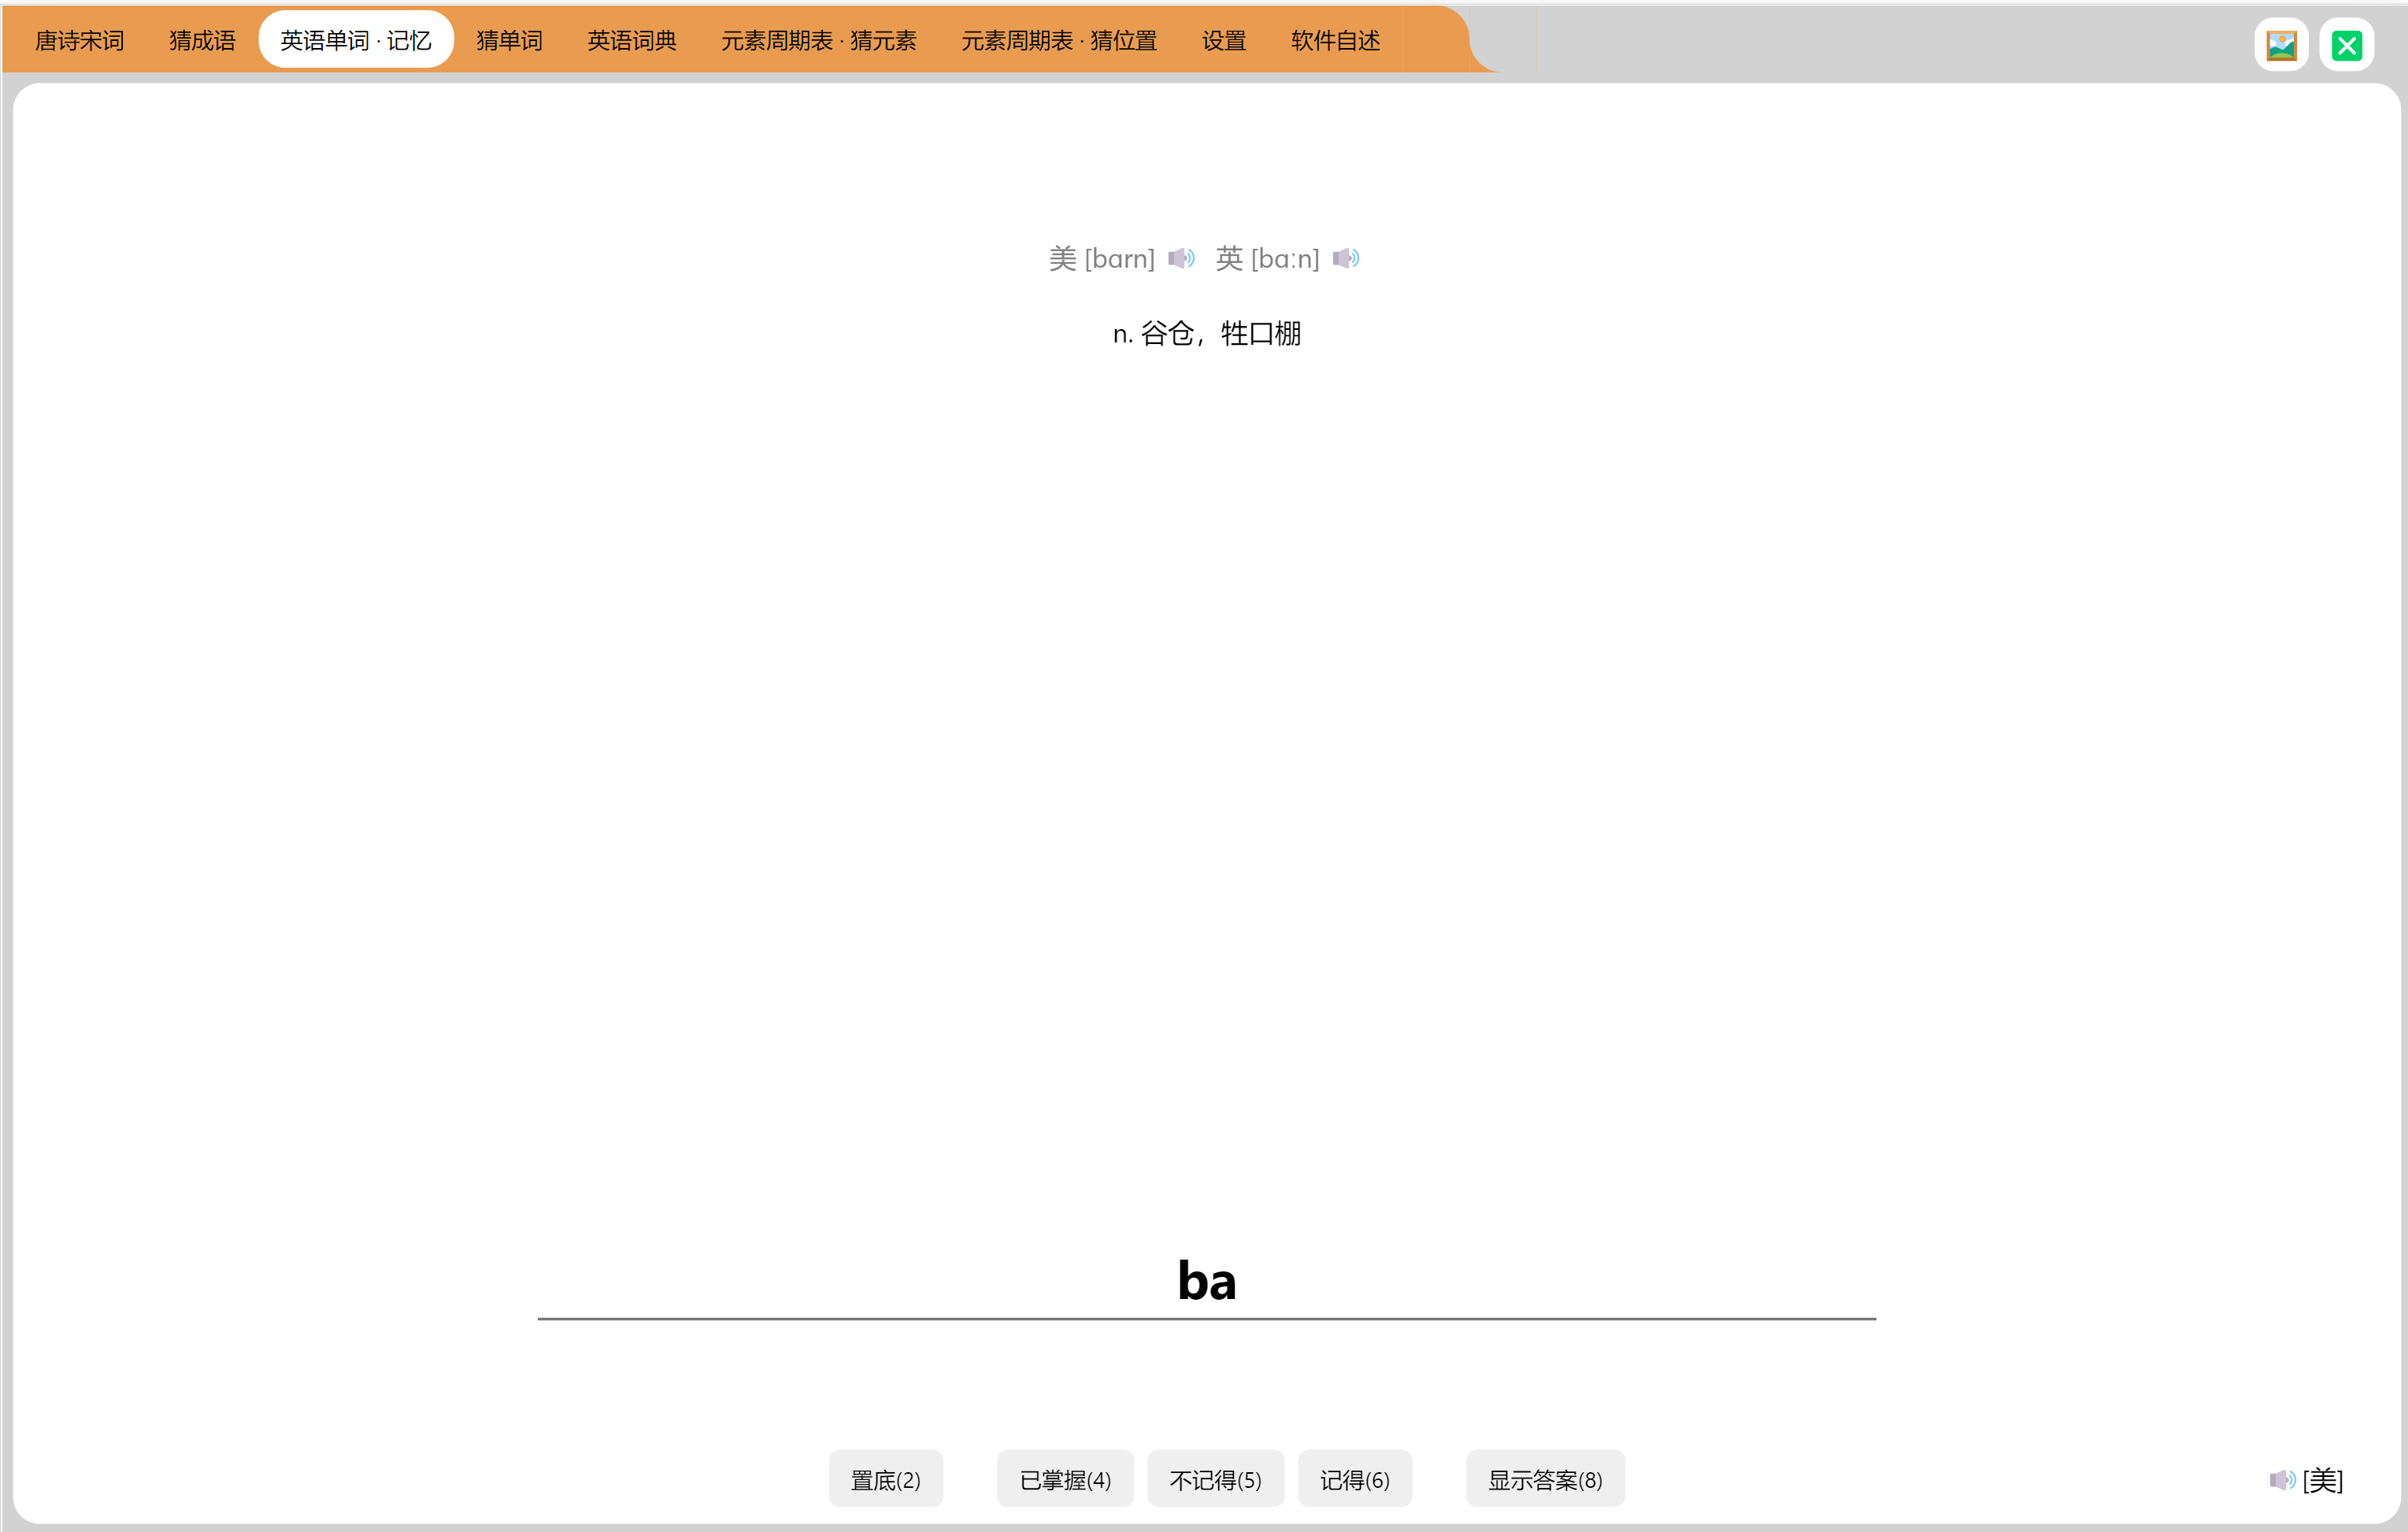 唐诗宋词 猜成语 英语单词 · 记忆 猜单词 英语词典 元素周期表 · 猜元素 元素周期表 · 猜位置 设置 软件自述
美 [barn] 英 [baːn]
n. 谷仓，牲口棚
ba
置底(2) 已掌握(4) 不记得(5) 记得(6) 显示答案(8) [美]